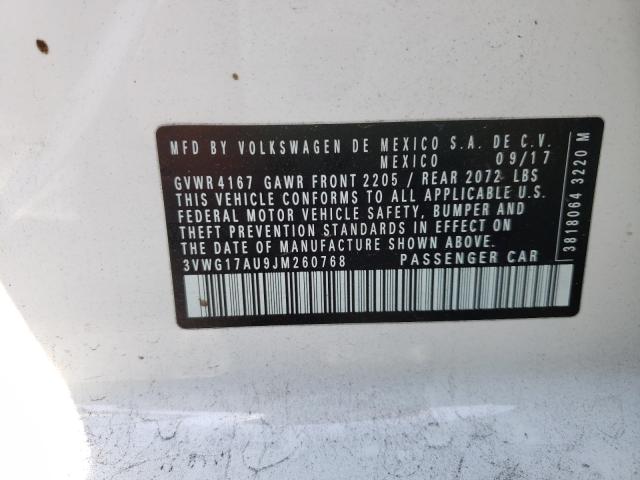 MFD BY VOLKSWAGEN DE MEXICO S.A. DE C.V.
MEXICO 09/17
GVWR 4167 GAWR FRONT 2205 / REAR 2072 LBS
THIS VEHICLE CONFORMS TO ALL APPLICABLE U.S.
FEDERAL MOTOR VEHICLE SAFETY, BUMPER AND
THEFT PREVENTION STANDARDS IN EFFECT ON
THE DATE OF MANUFACTURE SHOWN ABOVE.
3VWG17AU9JM260768 PASSENGER CAR
3818064 3220 M